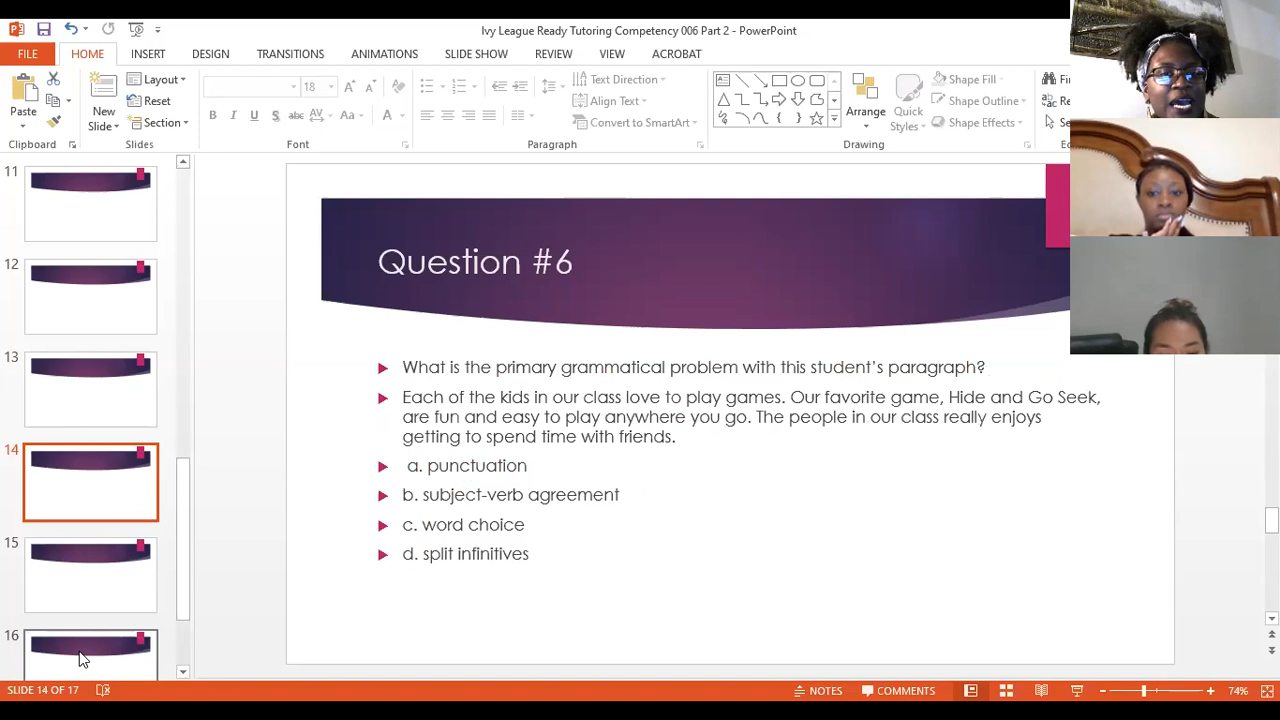 Ivy League Ready Tutoring Competency 006 Part 2 - PowerPoint
FILE HOME INSERT DESIGN TRANSITIONS ANIMATIONS SLIDE SHOW REVIEW VIEW ACROBAT
Paste
Clipboard
New
Slide
Layout
Reset
Section
Slides
18
B I U S abc AV Aa A
Font
Text Direction
Align Text
Convert to SmartArt
Paragraph
Arrange
Quick
Styles
Shape Fill
Shape Outline
Shape Effects
Drawing
11
12
13
14
15
16
Question #6
What is the primary grammatical problem with this student's paragraph?
Each of the kids in our class love to play games. Our favorite game, Hide and Go Seek,
are fun and easy to play anywhere you go. The people in our class really enjoys
getting to spend time with friends.
a. punctuation
b. subject-verb agreement
c. word choice
d. split infinitives
SLIDE 14 OF 17
NOTES COMMENTS 74%